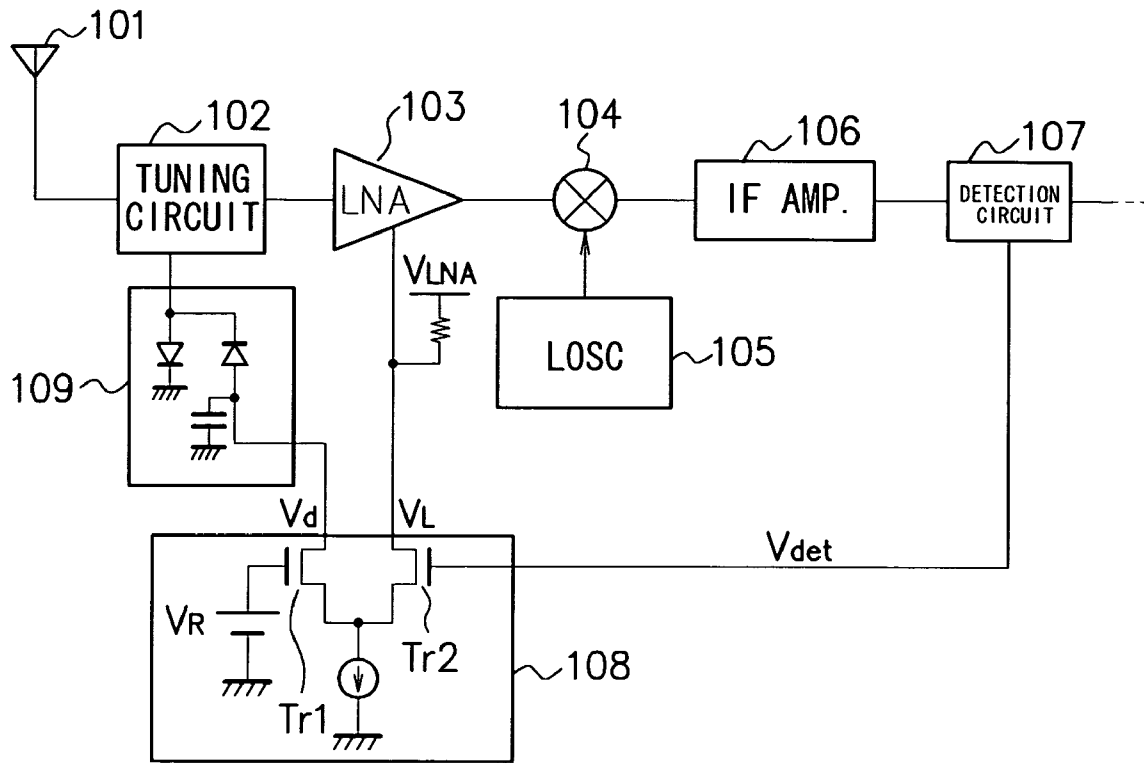 101
102
TUNING
CIRCUIT
103
LNA
104
106
IF AMP.
107
DETECTION
CIRCUIT
VLNA
LOSC
105
109
Vd
VL
Vdet
VR
Tr1
Tr2
108